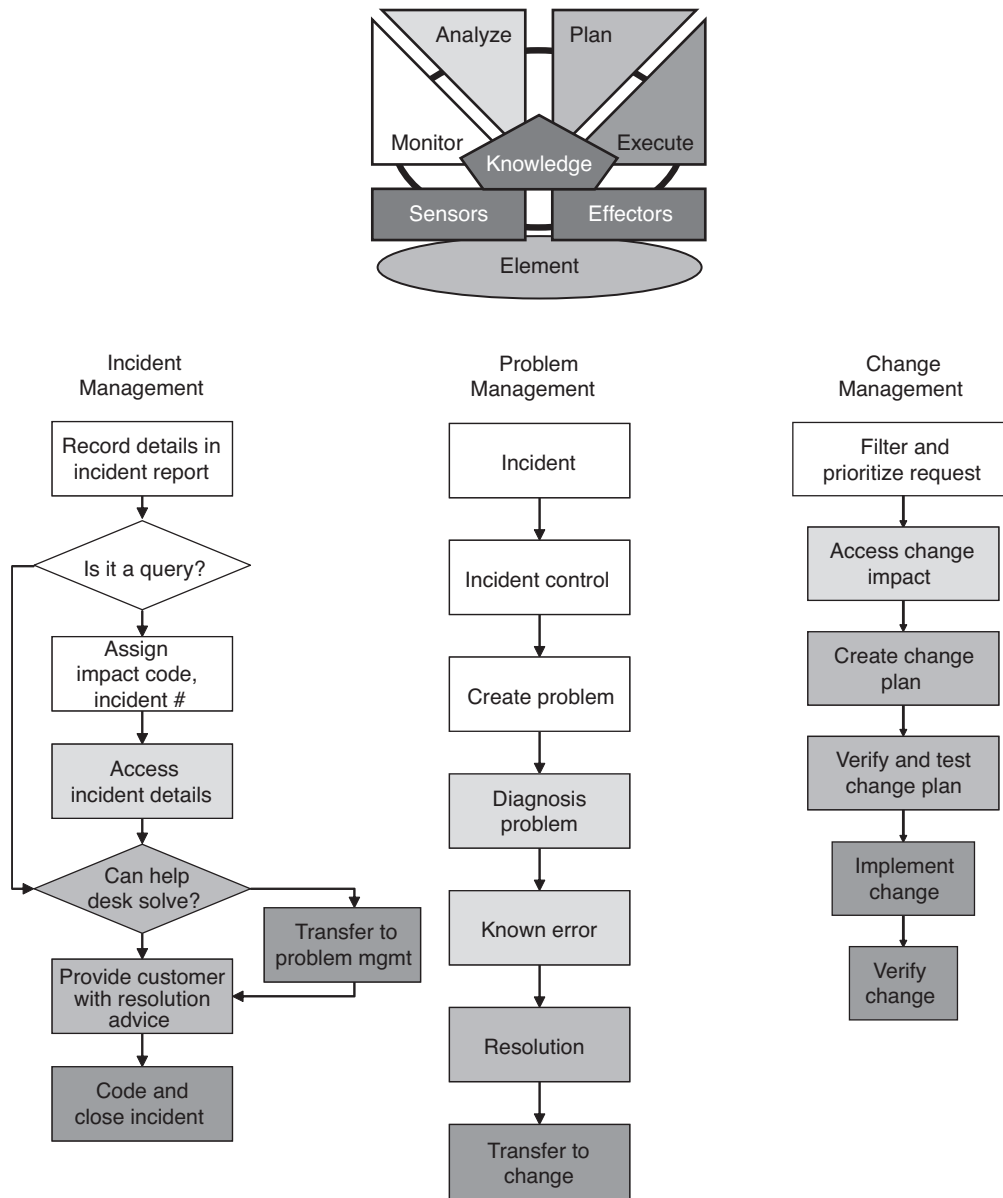 Analyze
Plan
Monitor
Execute
Knowledge
Sensors
Effectors
Element
Incident
Management
Record details in
incident report
Is it a query?
Assign
impact code,
incident #
Access
incident details
Can help
desk solve?
Transfer to
problem mgmt
Provide customer
with resolution
advice
Code and
close incident
Problem
Management
Incident
Incident control
Create problem
Diagnosis
problem
Known error
Resolution
Transfer to
change
Change
Management
Filter and
prioritize request
Access change
impact
Create change
plan
Verify and test
change plan
Implement
change
Verify
change